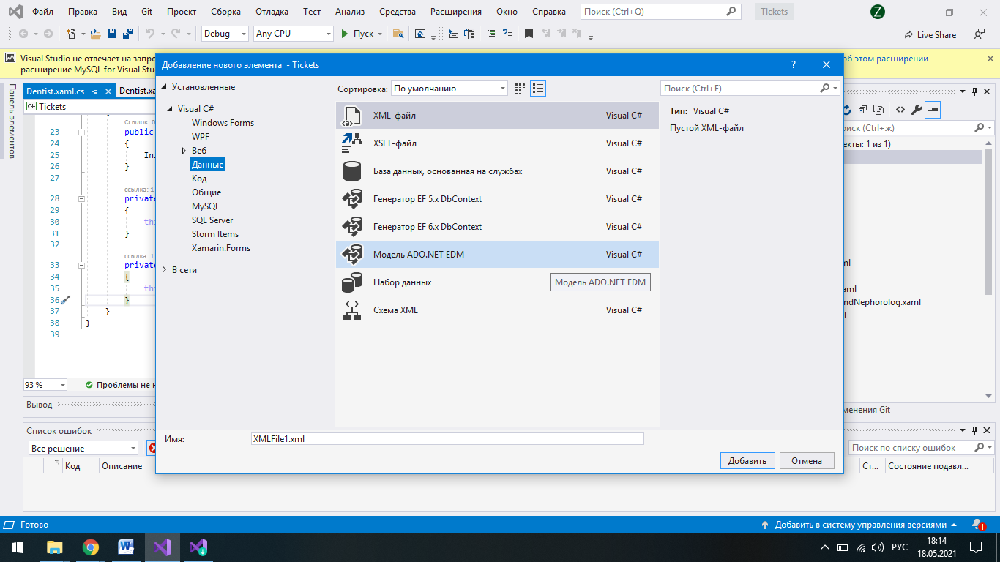 Файл Правка Вид Git Проект Сборка Отладка Тест Анализ Средства Расширения Окно Справка Поиск (Ctrl+Q) Tickets Z
Debug Any CPU Пуск Live Share
Visual Studio не отвечает на запро
расширение MySQL for Visual Stu
об этом расширении
Добавление нового элемента - Tickets ?
Панель элементов
Dentist.xaml.cs Dentist.xa
C# Tickets
Ссылок: 0
23 public
24 {
25 Ini
26 }
27
ссылка: 1
28 private
29 {
30 thi
31 }
32
ссылка: 1
33 private
34 {
35 thi
36 }
37 }
38 }
39
93 % Проблемы не н
Установленные
Visual C#
Windows Forms
WPF
Веб
Данные
Код
Общие
MySQL
SQL Server
Storm Items
Xamarin.Forms
В сети
Сортировка: По умолчанию
XML-файл Visual C#
XSLT-файл Visual C#
База данных, основанная на службах Visual C#
Генератор EF 5.x DbContext Visual C#
Генератор EF 6.x DbContext Visual C#
Модель ADO.NET EDM Visual C#
Набор данных Модель ADO.NET EDM
Схема XML Visual C#
Поиск (Ctrl+E)
Тип: Visual C#
Пустой XML-файл
Имя: XMLFile1.xml
Добавить Отмена
иск (Ctrl+ж)
екты: 1 из 1)
ml
aml
ndNephorolog.xaml
l
менения Git
Вывод
Список ошибок
Все решение
Поиск по списку ошибок
Код Описание Ст... Состояние подавл...
Готово Добавить в систему управления версиями 1
РУС 18:14
18.05.2021